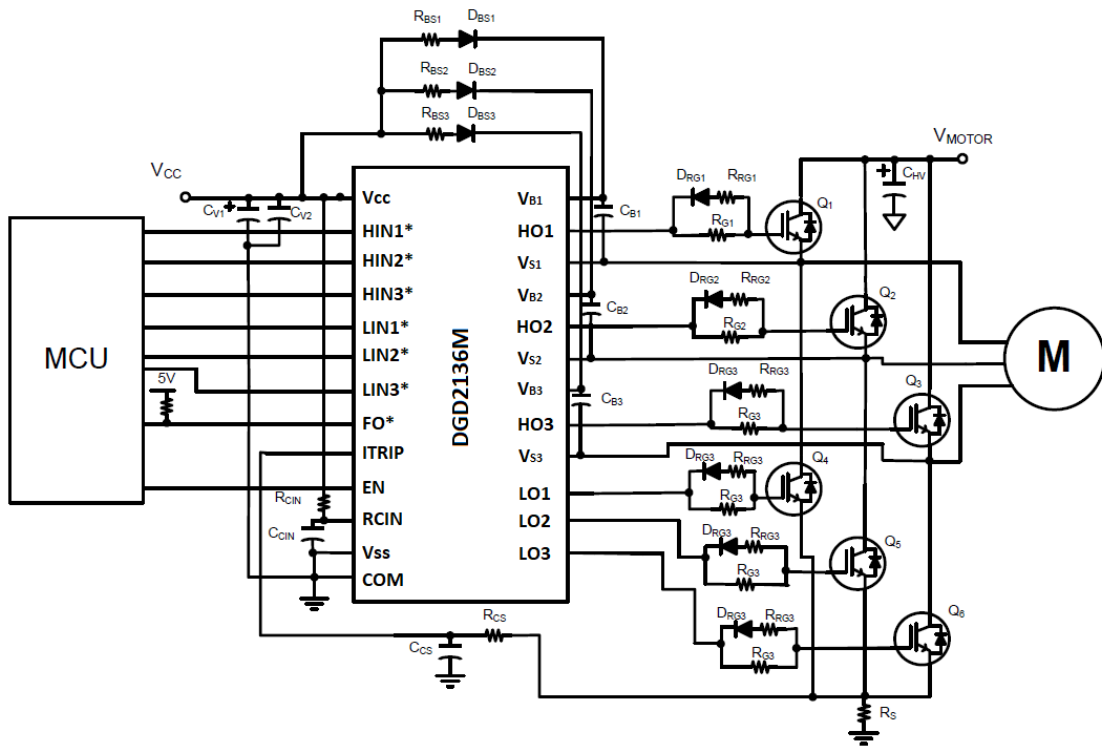 RBS1 DBS1
RBS2 DBS2
RBS3 DBS3
VCC
CV1 + CV2
MCU
5V
RCIN
CCIN
DGD2136M
Vcc
HIN1*
HIN2*
HIN3*
LIN1*
LIN2*
LIN3*
FO*
ITRIP
EN
RCIN
Vss
COM
VB1
HO1
VS1
VB2
HO2
VS2
VB3
HO3
VS3
LO1
LO2
LO3
CB1
CB2
CB3
VMOTOR
+ CHV
DRG1 RRG1
RG1
Q1
DRG2 RRG2
RG2
Q2
DRG3 RRG3
RG3
Q3
DRG3 RRG3
RG3
Q4
DRG3 RRG3
RG3
Q5
DRG3 RRG3
RG3
Q6
M
RCS
CCS
RS